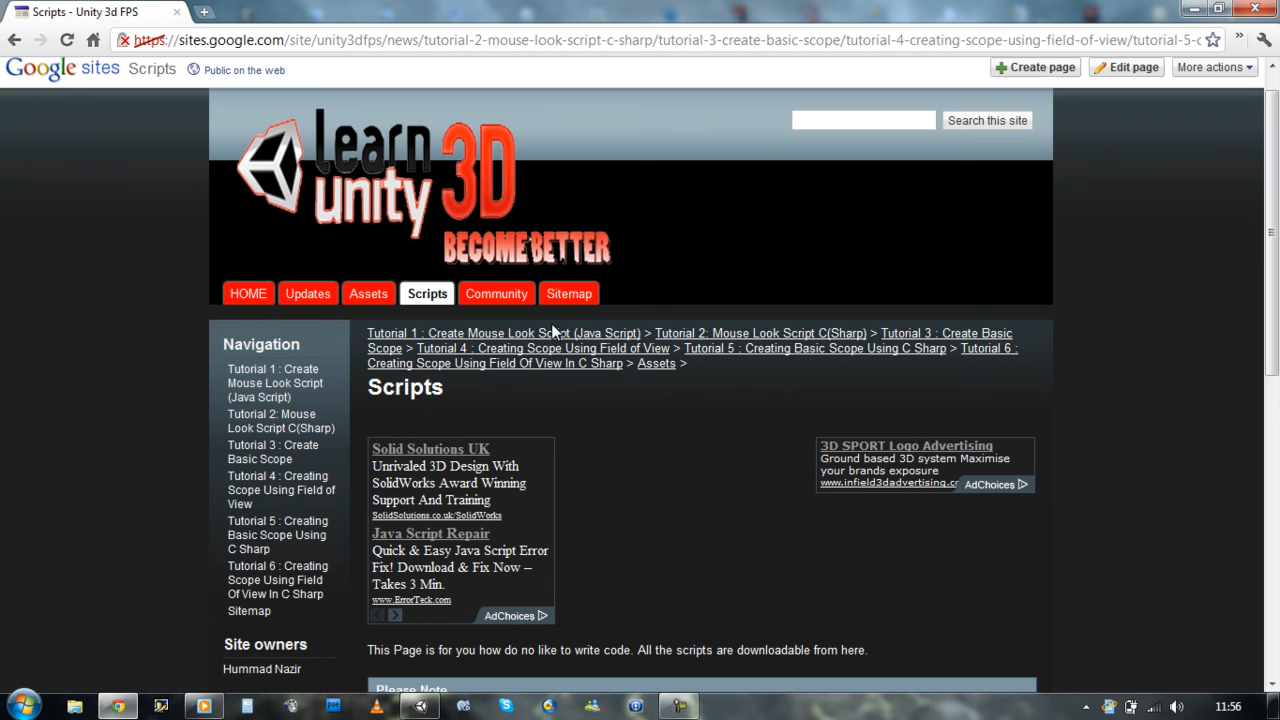 Scripts - Unity 3d FPS
https://sites.google.com/site/unity3dfps/news/tutorial-2-mouse-look-script-c-sharp/tutorial-3-create-basic-scope/tutorial-4-creating-scope-using-field-of-view/tutorial-5-c
Google sites Scripts Public on the web
Create page Edit page More actions
Search this site
learn unity 3D
BECOME BETTER
HOME Updates Assets Scripts Community Sitemap
Navigation
Tutorial 1 : Create
Mouse Look Script
(Java Script)
Tutorial 2: Mouse
Look Script C(Sharp)
Tutorial 3 : Create
Basic Scope
Tutorial 4 : Creating
Scope Using Field of
View
Tutorial 5 : Creating
Basic Scope Using
C Sharp
Tutorial 6 : Creating
Scope Using Field
Of View In C Sharp
Sitemap
Site owners
Hummad Nazir
Tutorial 1 : Create Mouse Look Script (Java Script) > Tutorial 2: Mouse Look Script C(Sharp) > Tutorial 3 : Create Basic
Scope > Tutorial 4 : Creating Scope Using Field of View > Tutorial 5 : Creating Basic Scope Using C Sharp > Tutorial 6 :
Creating Scope Using Field Of View In C Sharp > Assets >
Scripts
Solid Solutions UK
Unrivaled 3D Design With
SolidWorks Award Winning
Support And Training
SolidSolutions.co.uk/SolidWorks
Java Script Repair
Quick & Easy Java Script Error
Fix! Download & Fix Now –
Takes 3 Min.
www.ErrorTeck.com
AdChoices
3D SPORT Logo Advertising
Ground based 3D system Maximise
your brands exposure
www.infield3dadvertising.co
AdChoices
This Page is for you how do no like to write code. All the scripts are downloadable from here.
Please Note
11:56